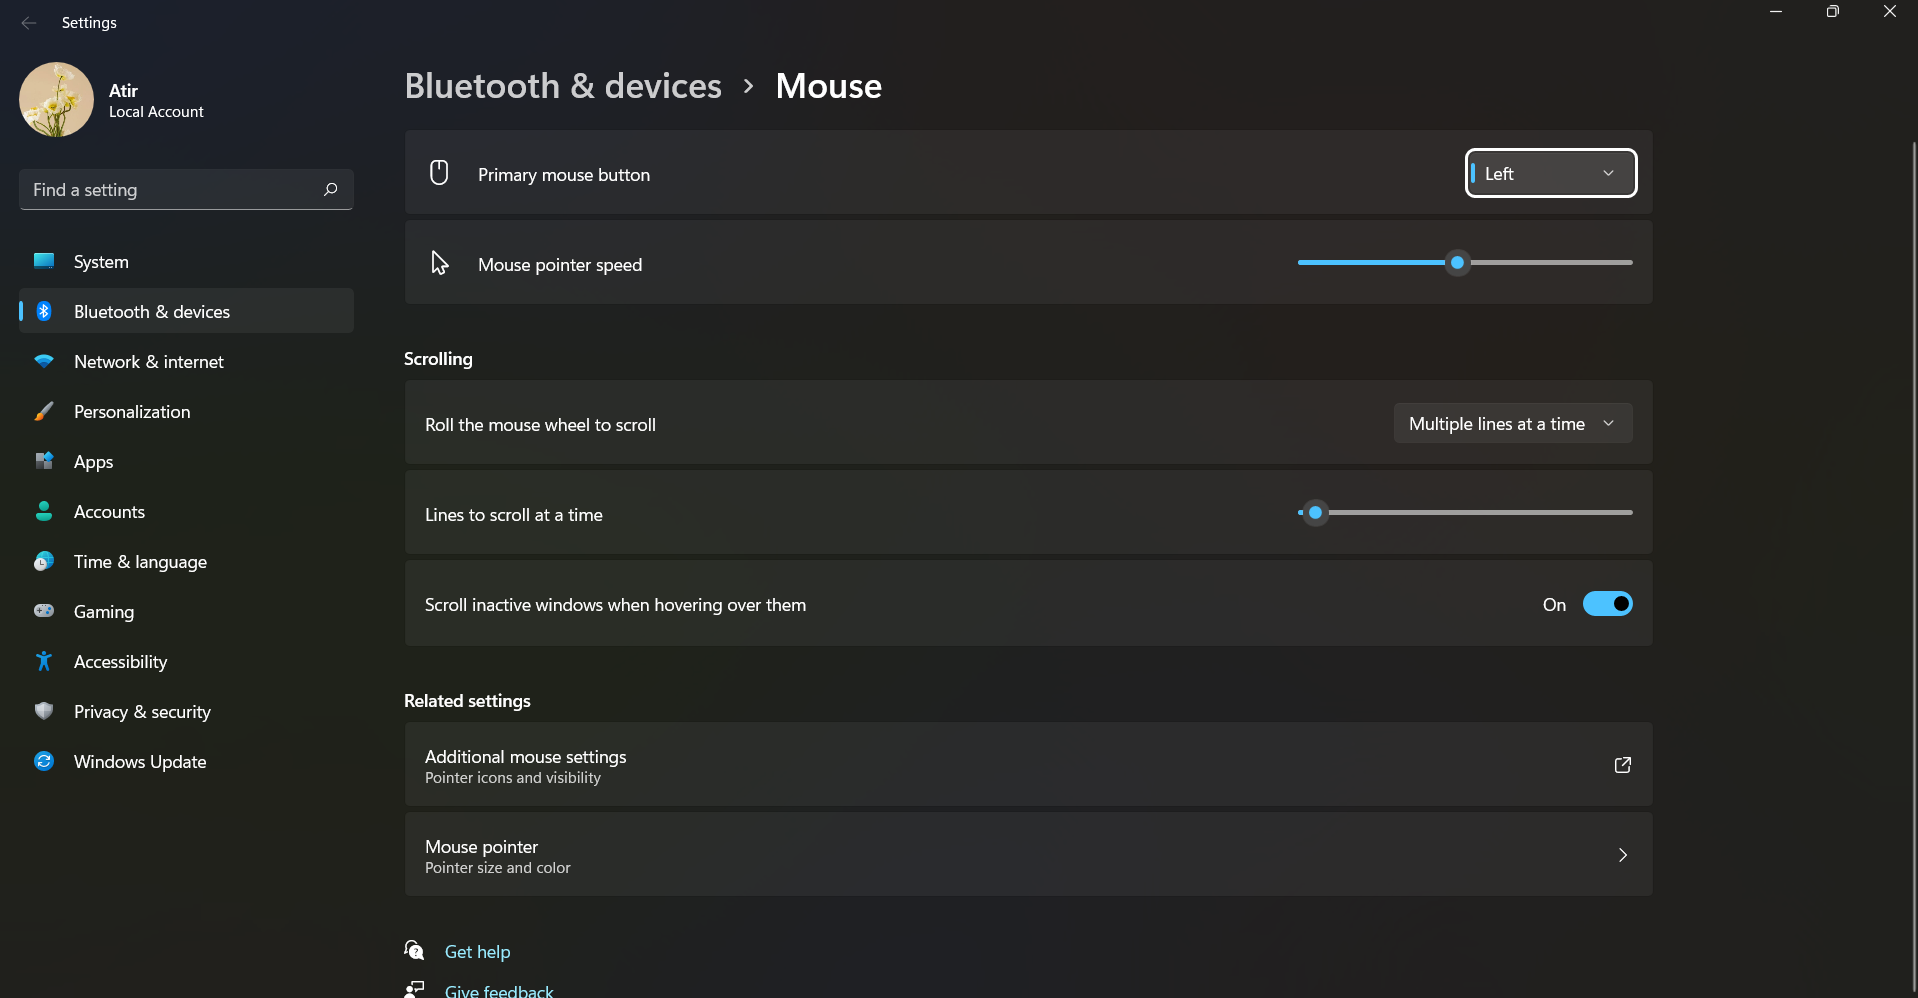 Settings
Atir
Local Account
Find a setting
System
Bluetooth & devices
Network & internet
Personalization
Apps
Accounts
Time & language
Gaming
Accessibility
Privacy & security
Windows Update
Bluetooth & devices > Mouse
Primary mouse button
Left
Mouse pointer speed
Scrolling
Roll the mouse wheel to scroll
Multiple lines at a time
Lines to scroll at a time
Scroll inactive windows when hovering over them
On
Related settings
Additional mouse settings
Pointer icons and visibility
Mouse pointer
Pointer size and color
Get help
Give feedback